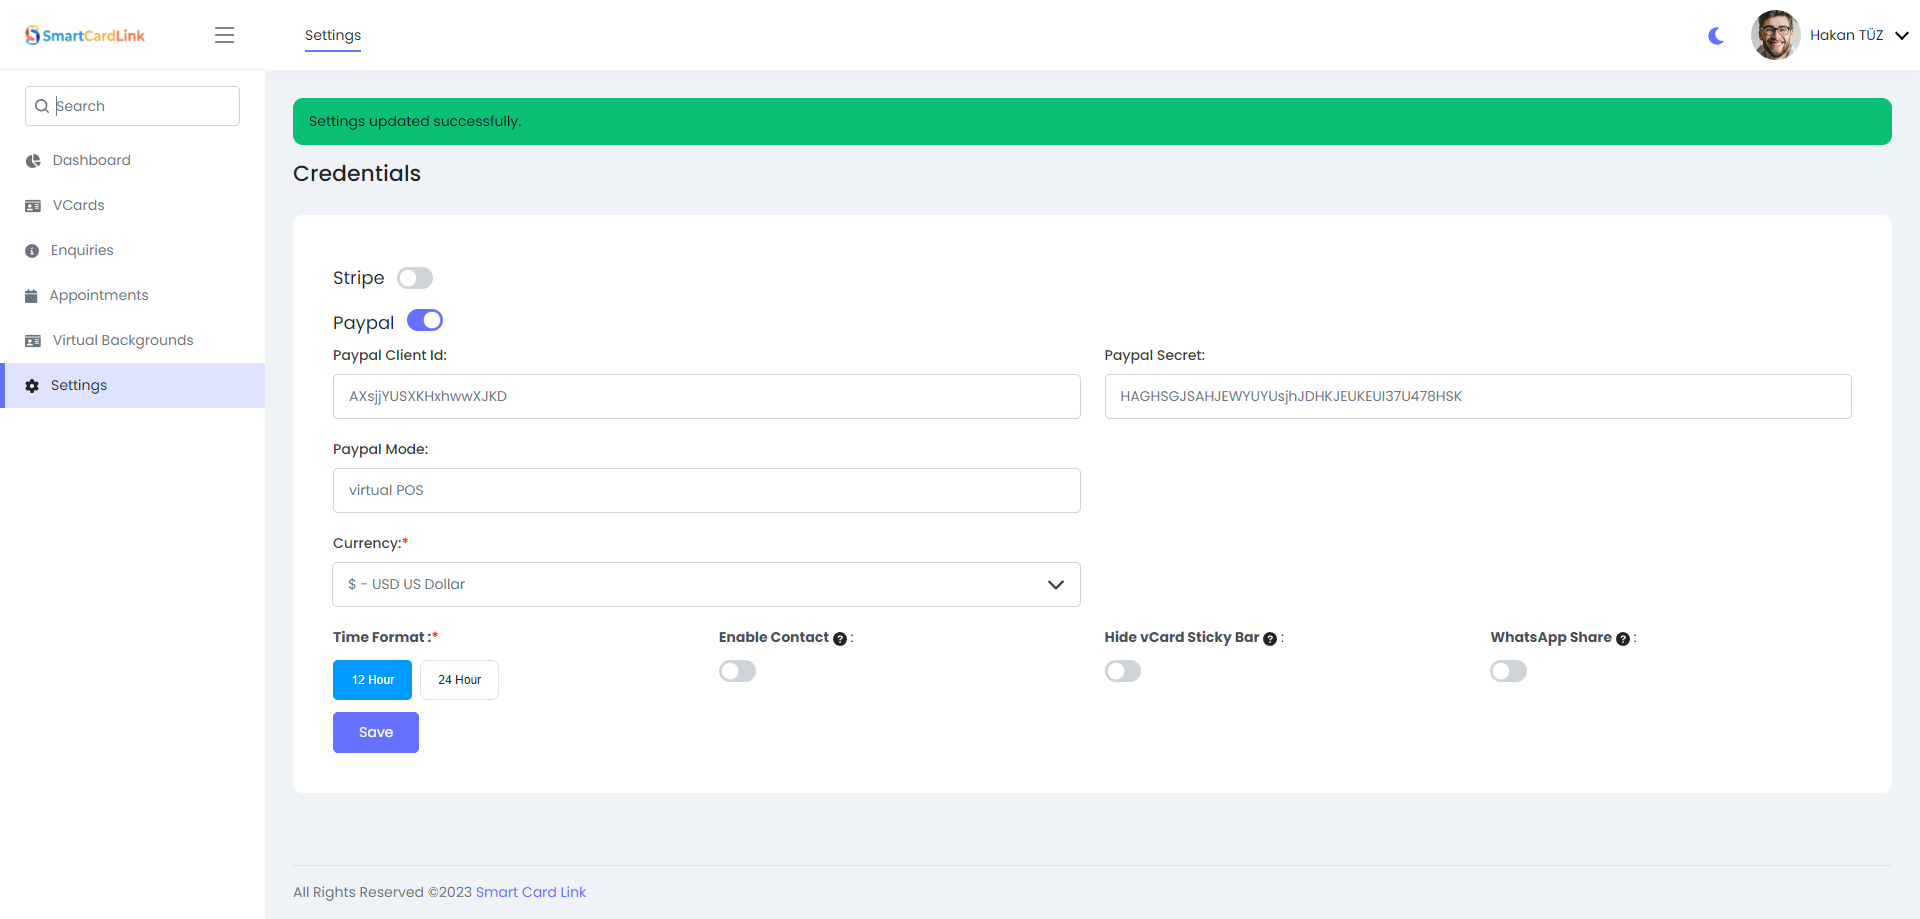 SmartCardLink
Settings
Hakan TÜZ
Search
Dashboard
VCards
Enquiries
Appointments
Virtual Backgrounds
Settings
Settings updated successfully.
Credentials
Stripe
Paypal
Paypal Client Id:
AXsjjYUSXKHxhwwXJKD
Paypal Secret:
HAGHSGJSAHJEWYUYUsjhJDHKJEUKEUI37U478HSK
Paypal Mode:
virtual POS
Currency:*
$ - USD US Dollar
Time Format :*
12 Hour
24 Hour
Enable Contact ? :
Hide vCard Sticky Bar ? :
WhatsApp Share ? :
Save
All Rights Reserved ©2023 Smart Card Link